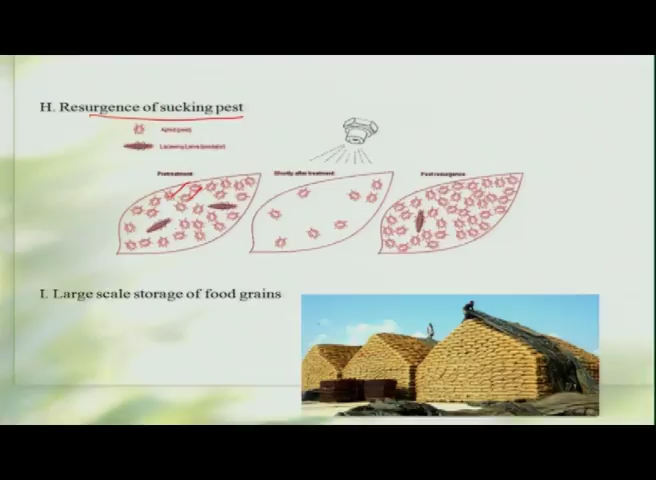 H. Resurgence of sucking pest
Aphid (pest)
Lacewing Larva (predator)
Pretreatment
Shortly after treatment
Pest resurgence
I. Large scale storage of food grains